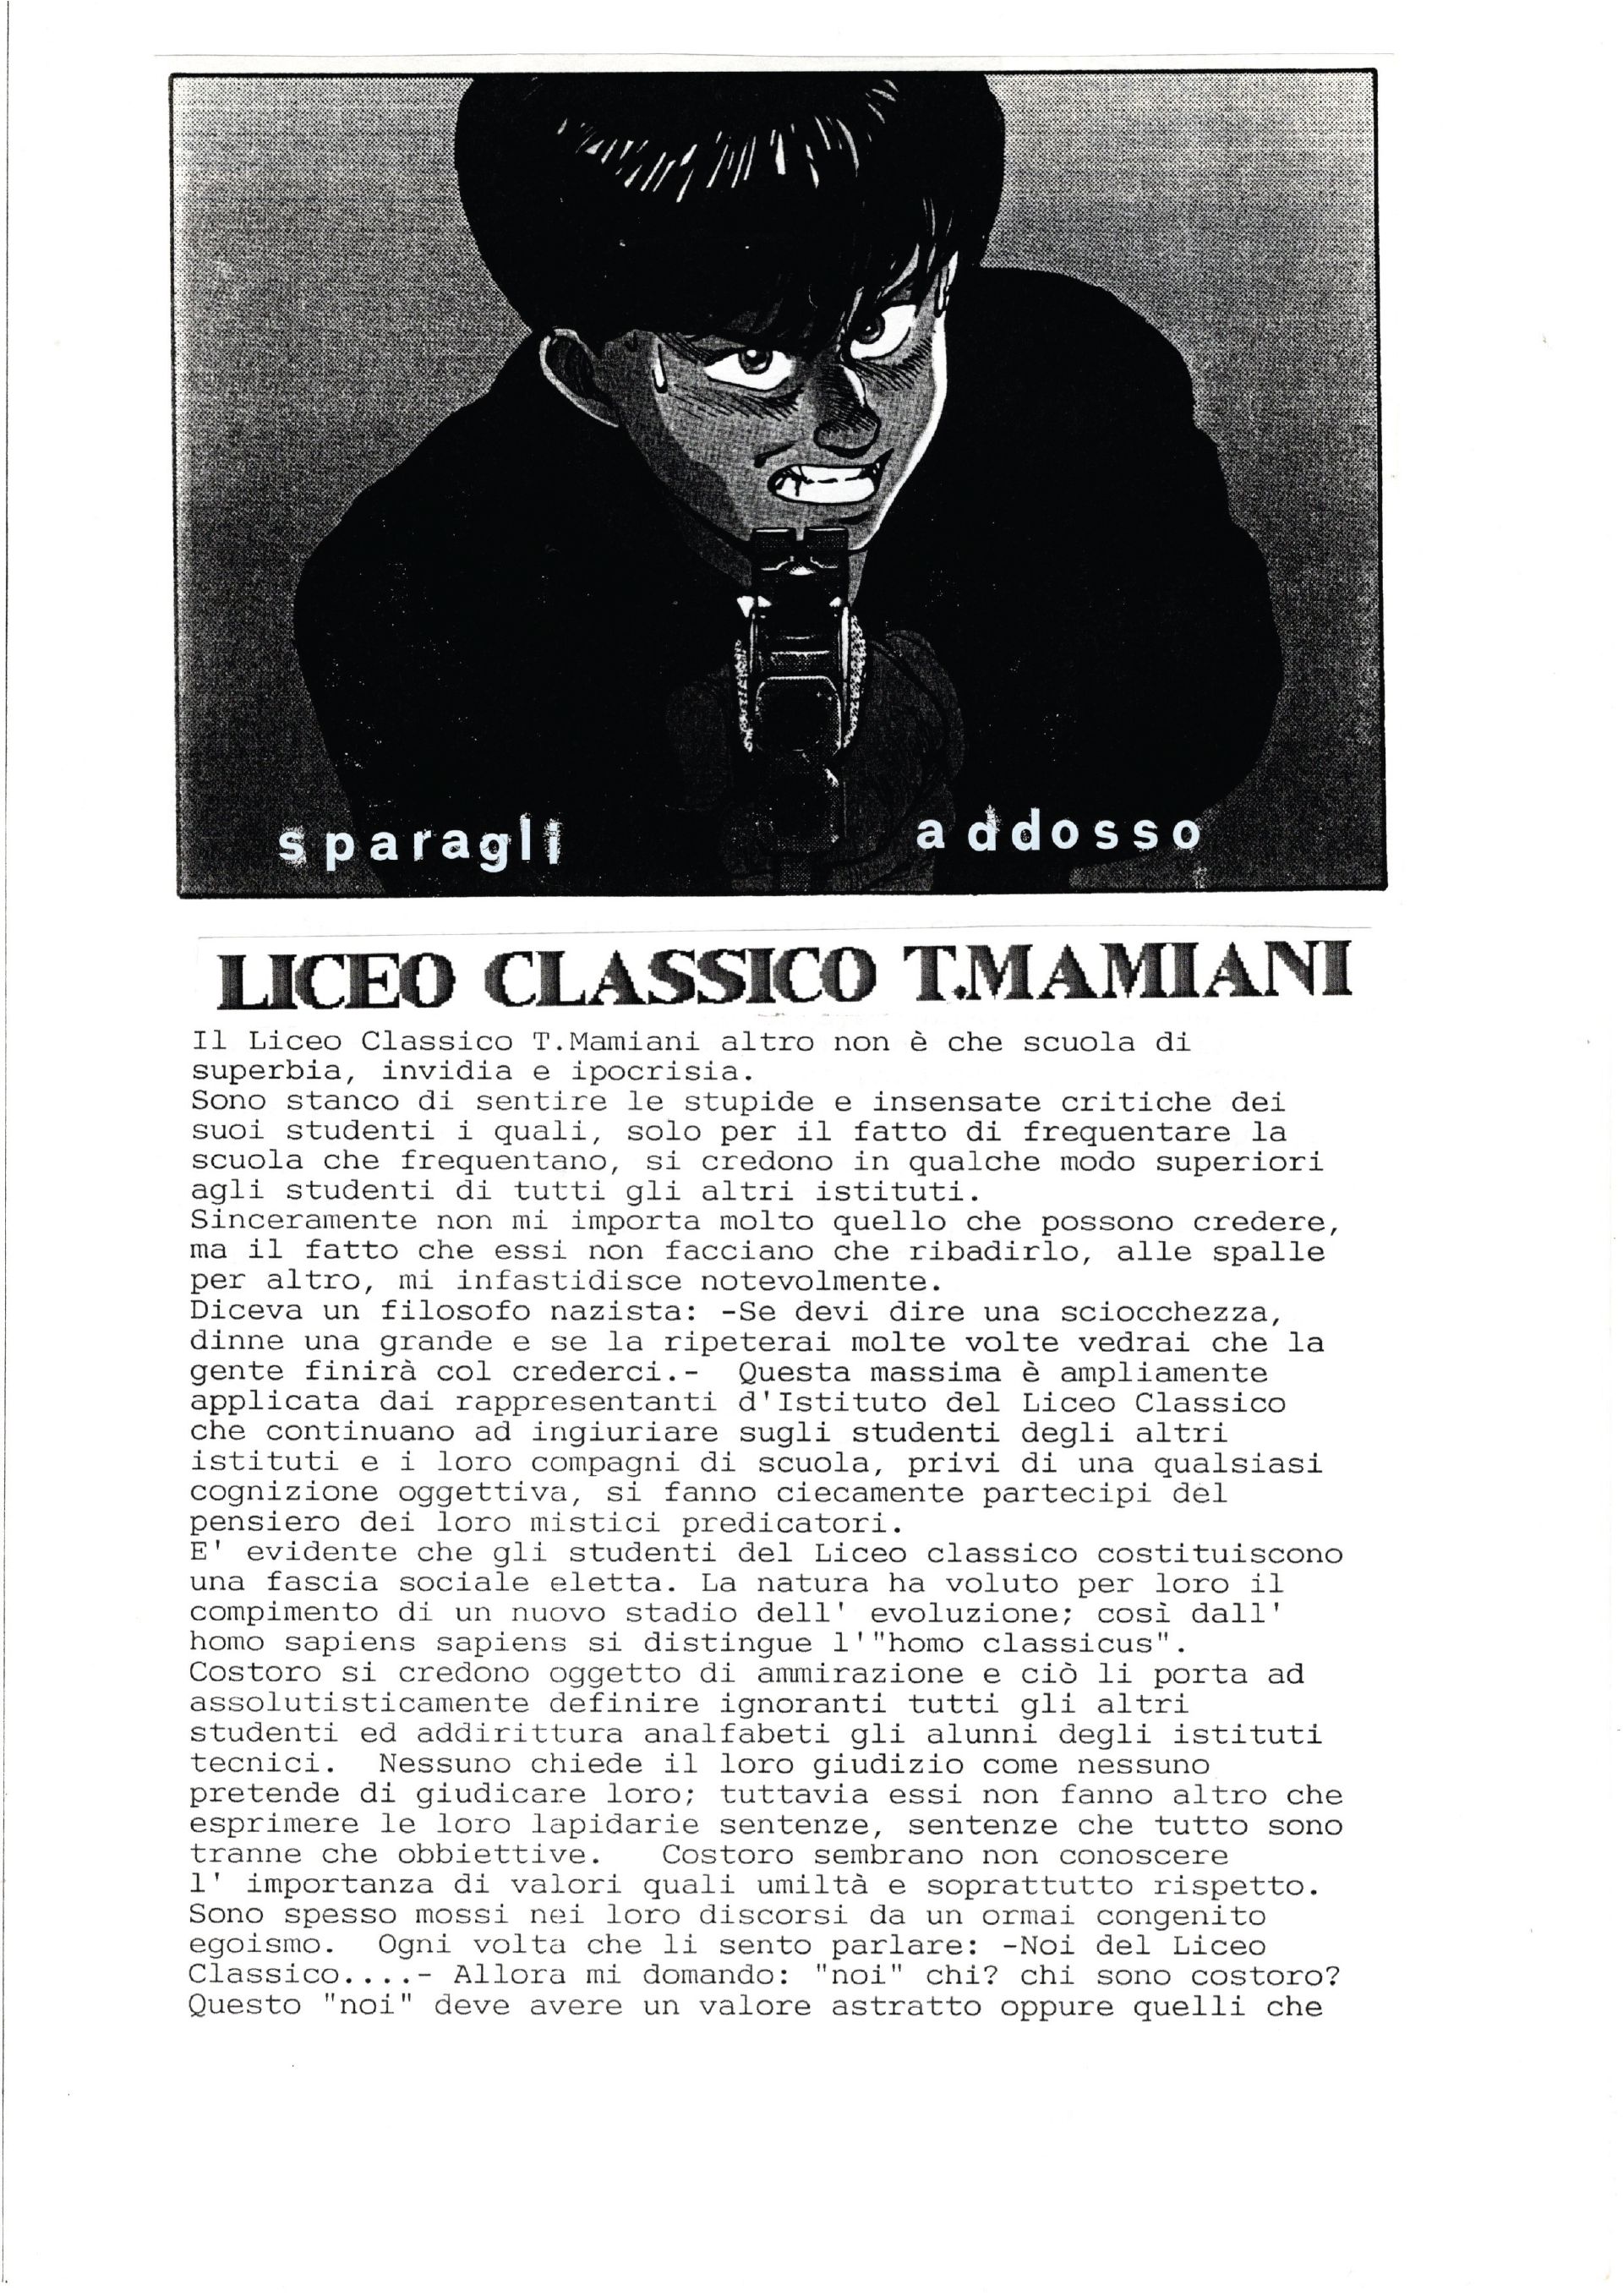 sparagli addosso
LICEO CLASSICO T.MAMIANI
Il Liceo Classico T.Mamiani altro non è che scuola di
superbia, invidia e ipocrisia.
Sono stanco di sentire le stupide e insensate critiche dei
suoi studenti i quali, solo per il fatto di frequentare la
scuola che frequentano, si credono in qualche modo superiori
agli studenti di tutti gli altri istituti.
Sinceramente non mi importa molto quello che possono credere,
ma il fatto che essi non facciano che ribadirlo, alle spalle
per altro, mi infastidisce notevolmente.
Diceva un filosofo nazista: -Se devi dire una sciocchezza,
dinne una grande e se la ripeterai molte volte vedrai che la
gente finirà col crederci.- Questa massima è ampliamente
applicata dai rappresentanti d'Istituto del Liceo Classico
che continuano ad ingiuriare sugli studenti degli altri
istituti e i loro compagni di scuola, privi di una qualsiasi
cognizione oggettiva, si fanno ciecamente partecipi del
pensiero dei loro mistici predicatori.
E' evidente che gli studenti del Liceo classico costituiscono
una fascia sociale eletta. La natura ha voluto per loro il
compimento di un nuovo stadio dell' evoluzione; così dall'
homo sapiens sapiens si distingue l'"homo classicus".
Costoro si credono oggetto di ammirazione e ciò li porta ad
assolutisticamente definire ignoranti tutti gli altri
studenti ed addirittura analfabeti gli alunni degli istituti
tecnici. Nessuno chiede il loro giudizio come nessuno
pretende di giudicare loro; tuttavia essi non fanno altro che
esprimere le loro lapidarie sentenze, sentenze che tutto sono
tranne che obbiettive. Costoro sembrano non conoscere
l' importanza di valori quali umiltà e soprattutto rispetto.
Sono spesso mossi nei loro discorsi da un ormai congenito
egoismo. Ogni volta che li sento parlare: -Noi del Liceo
Classico....- Allora mi domando: "noi" chi? chi sono costoro?
Questo "noi" deve avere un valore astratto oppure quelli che